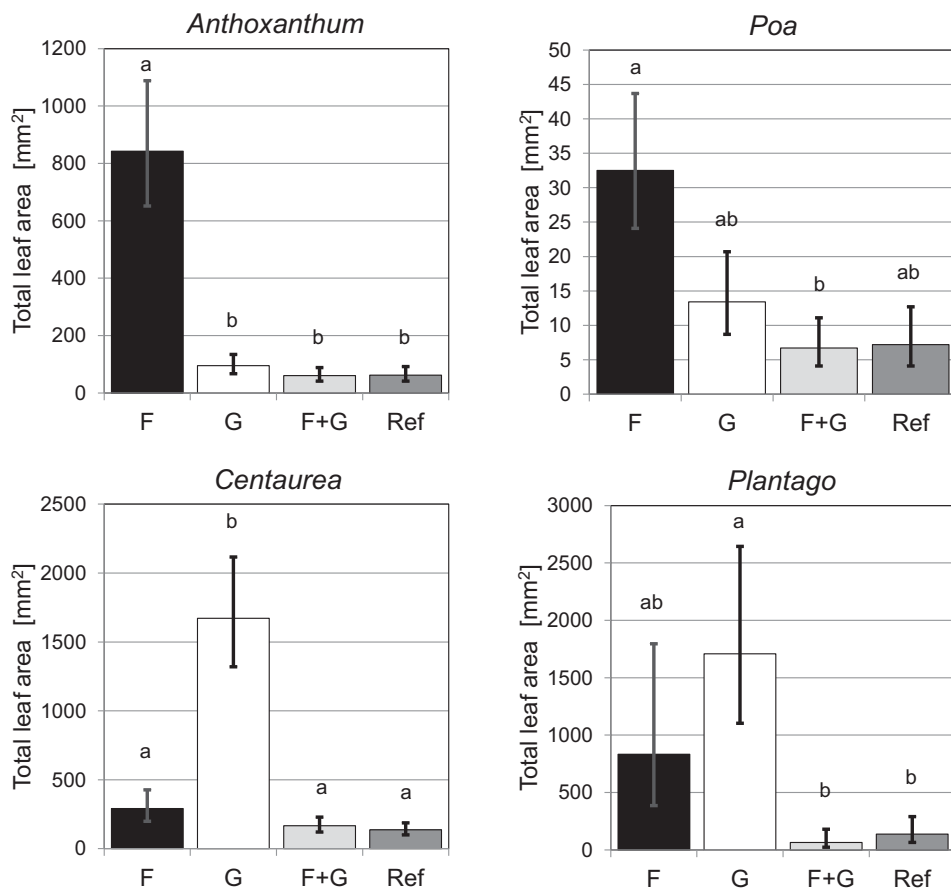 Anthoxanthum
Total leaf area [mm²]
1200
1000
800
600
400
200
0
a
b
b
b
F
G
F+G
Ref
Poa
Total leaf area [mm²]
50
45
40
35
30
25
20
15
10
5
0
a
ab
b
ab
F
G
F+G
Ref
Centaurea
Total leaf area [mm²]
2500
2000
1500
1000
500
0
a
b
a
a
F
G
F+G
Ref
Plantago
Total leaf area [mm²]
3000
2500
2000
1500
1000
500
0
ab
a
b
b
F
G
F+G
Ref